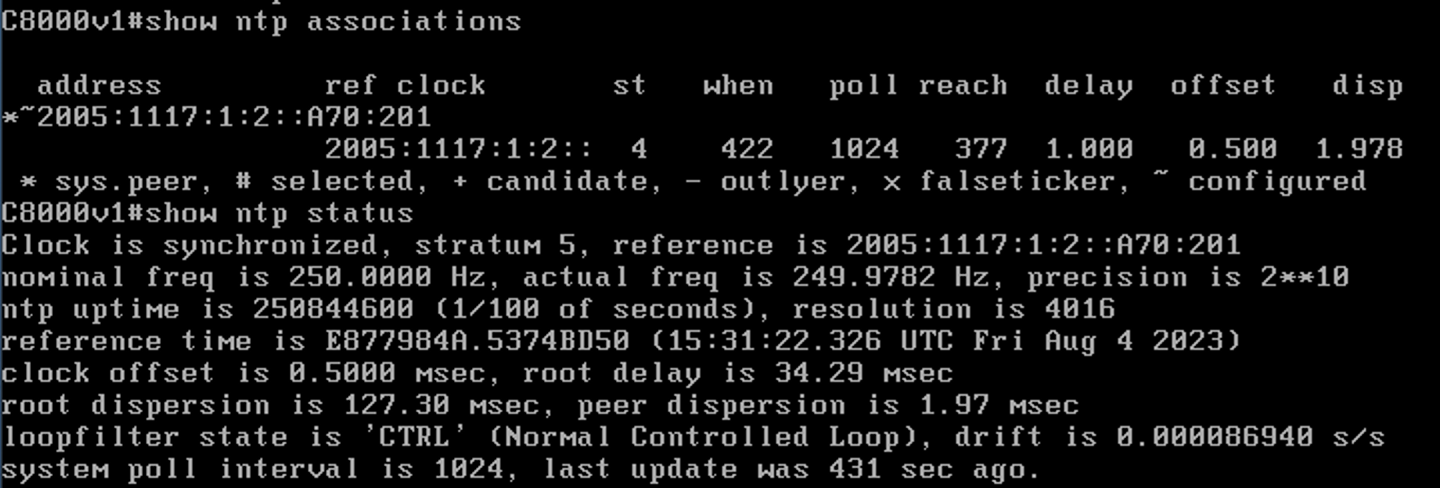 C8000v1#show ntp associations
address ref clock st when poll reach delay offset disp
*~2005:1117:1:2::A70:201
2005:1117:1:2:: 4 422 1024 377 1.000 0.500 1.978
* sys.peer, # selected, + candidate, - outlyer, x falseticker, ~ configured
C8000v1#show ntp status
Clock is synchronized, stratum 5, reference is 2005:1117:1:2::A70:201
nominal freq is 250.0000 Hz, actual freq is 249.9782 Hz, precision is 2**10
ntp uptime is 250844600 (1/100 of seconds), resolution is 4016
reference time is E877984A.5374BD50 (15:31:22.326 UTC Fri Aug 4 2023)
clock offset is 0.5000 msec, root delay is 34.29 msec
root dispersion is 127.30 msec, peer dispersion is 1.97 msec
loopfilter state is 'CTRL' (Normal Controlled Loop), drift is 0.000086940 s/s
system poll interval is 1024, last update was 431 sec ago.